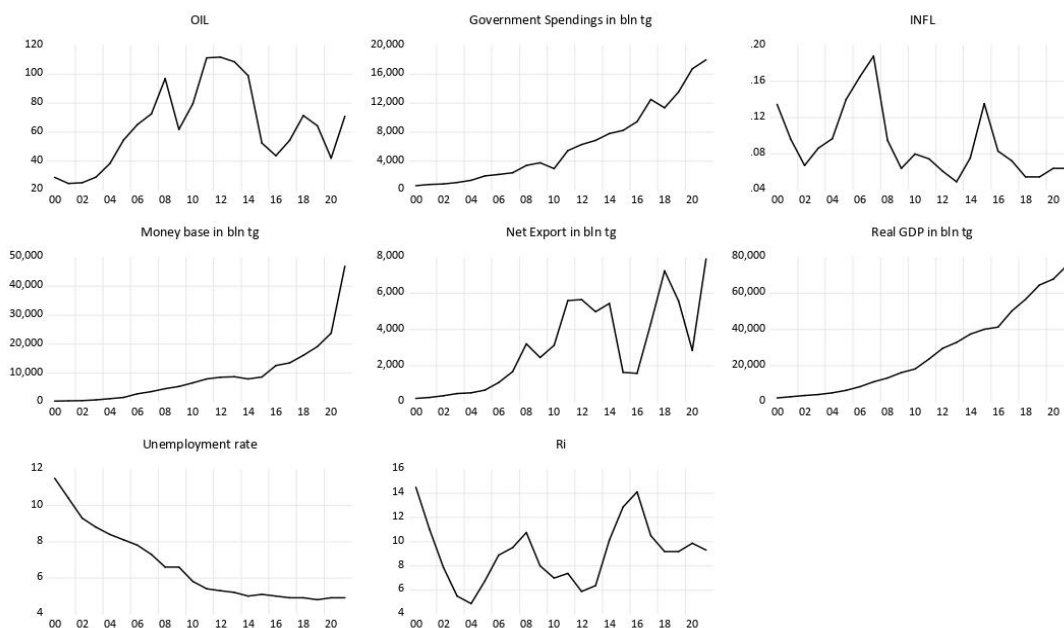 OIL
120
100
80
60
40
20
00 02 04 06 08 10 12 14 16 18 20
Government Spendings in bln tg
20,000
16,000
12,000
8,000
4,000
0
00 02 04 06 08 10 12 14 16 18 20
INFL
.20
.16
.12
.08
.04
00 02 04 06 08 10 12 14 16 18 20
Money base in bln tg
50,000
40,000
30,000
20,000
10,000
0
00 02 04 06 08 10 12 14 16 18 20
Net Export in bln tg
8,000
6,000
4,000
2,000
0
00 02 04 06 08 10 12 14 16 18 20
Real GDP in bln tg
80,000
60,000
40,000
20,000
0
00 02 04 06 08 10 12 14 16 18 20
Unemployment rate
12
10
8
6
4
00 02 04 06 08 10 12 14 16 18 20
Ri
16
14
12
10
8
6
4
00 02 04 06 08 10 12 14 16 18 20